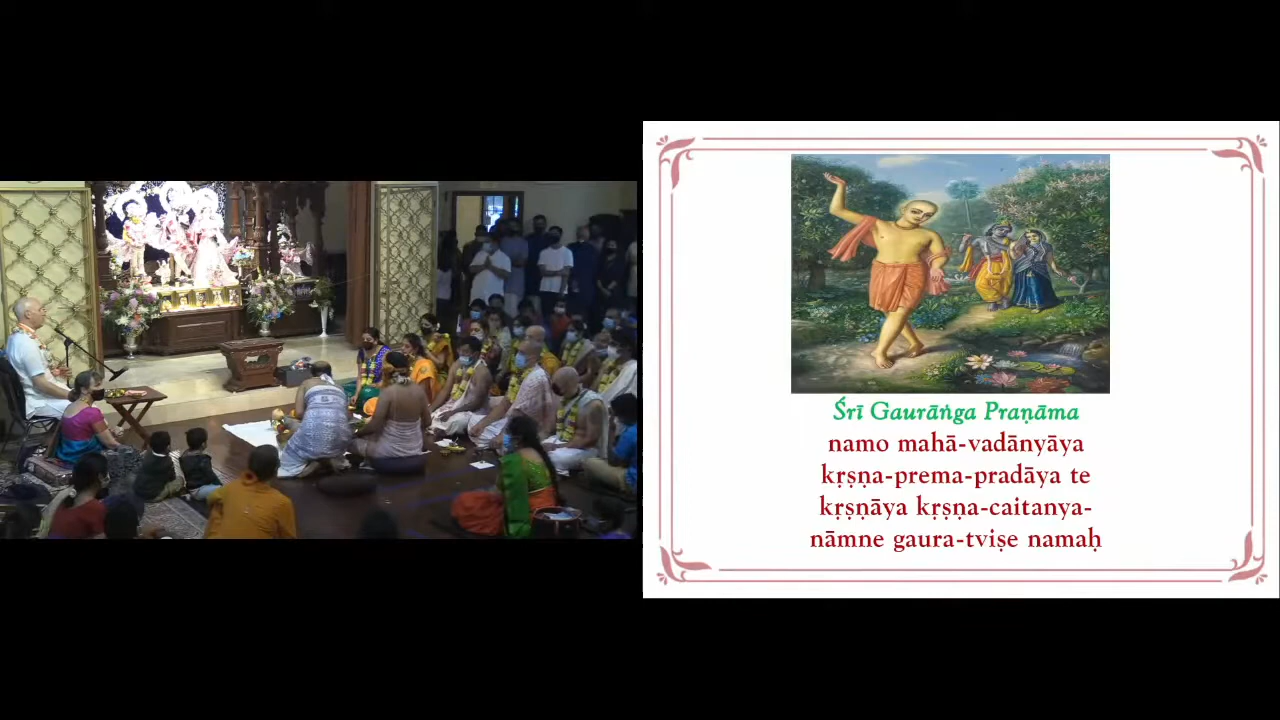 Śrī Gaurāṅga Praṇāma
namo mahā-vadānyāya
kṛṣṇa-prema-pradāya te
kṛṣṇāya kṛṣṇa-caitanya-
nāmne gaura-tviṣe namaḥ